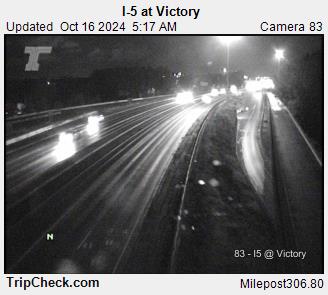 I-5 at Victory
Updated Oct 16 2024 5:17 AM Camera 83
T
N
83 - I5 @ Victory
TripCheck.com Milepost306.80